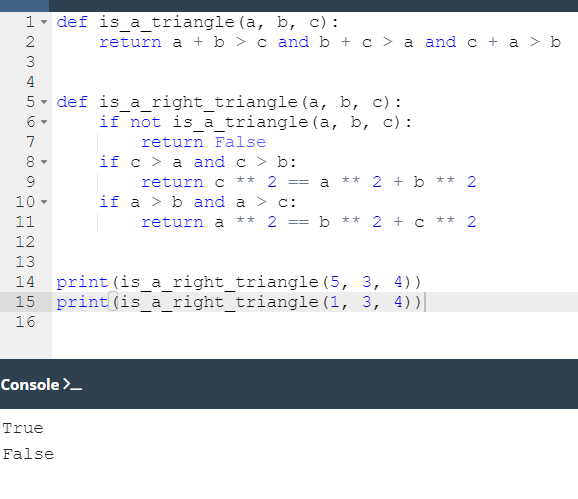 1 def is_a_triangle(a, b, c):
2     return a + b > c and b + c > a and c + a > b
3
4
5 def is_a_right_triangle(a, b, c):
6     if not is_a_triangle(a, b, c):
7         return False
8     if c > a and c > b:
9         return c ** 2 == a ** 2 + b ** 2
10     if a > b and a > c:
11         return a ** 2 == b ** 2 + c ** 2
12
13
14 print(is_a_right_triangle(5, 3, 4))
15 print(is_a_right_triangle(1, 3, 4))
16
Console >_
True
False